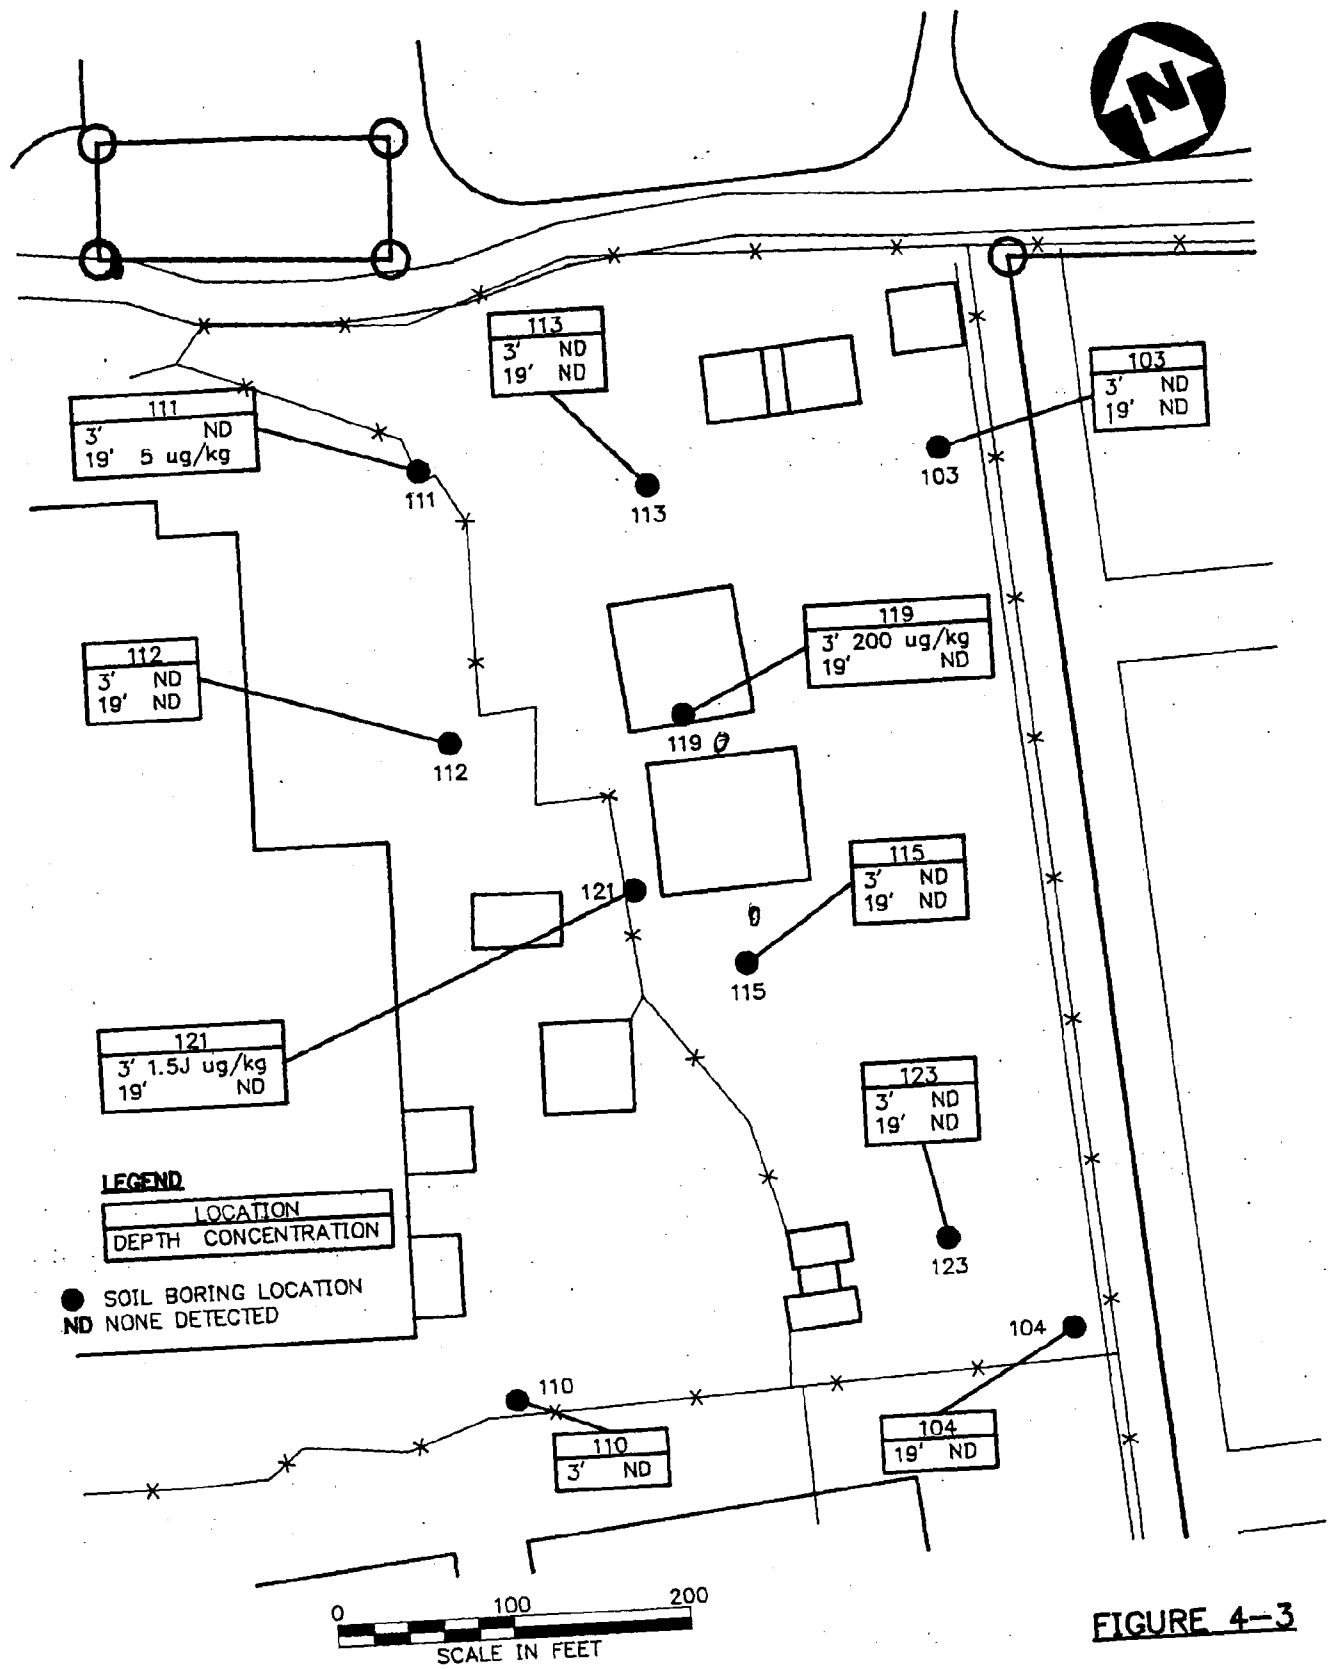 N
113
3' ND
19' ND
103
3' ND
19' ND
111
3' ND
19' 5 ug/kg
111
113
103
119
3' 200 ug/kg
19' ND
112
3' ND
19' ND
119
112
115
3' ND
19' ND
121
115
121
3' 1.5J ug/kg
19' ND
123
3' ND
19' ND
LEGEND
LOCATION
DEPTH CONCENTRATION
SOIL BORING LOCATION
ND NONE DETECTED
123
104
110
110
3' ND
104
19' ND
0 100 200
SCALE IN FEET
FIGURE 4-3